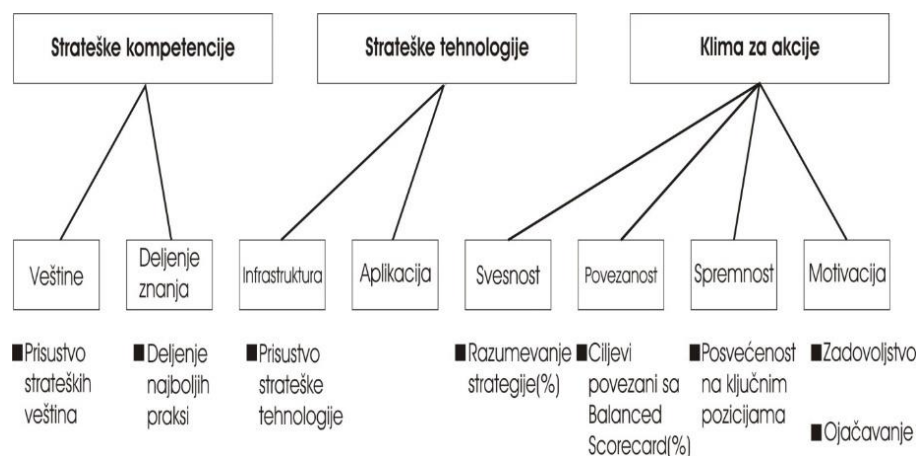 Strateške kompetencije
Strateške tehnologije
Klima za akcije
Veštine
Deljenje
znanja
Infrastruktura
Aplikacija
Svesnost
Povezanost
Spremnost
Motivacija
■Prisustvo
strateških
veština
■Deljenje
najboljih
praksi
■Prisustvo
strateške
tehnologije
■Razumevanje
strategije(%)
■Ciljevi
povezani sa
Balanced
Scorecard(%)
■Posvećenost
na ključnim
pozicijama
■Zadovoljstvo
■Ojačavanje